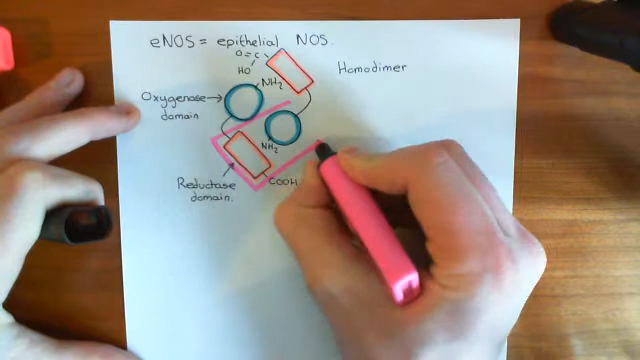 eNOS = epithelial NOS.
O=C
HO
NH2
Homodimer
Oxygenase
domain
NH2
Reductase
domain.
COOH